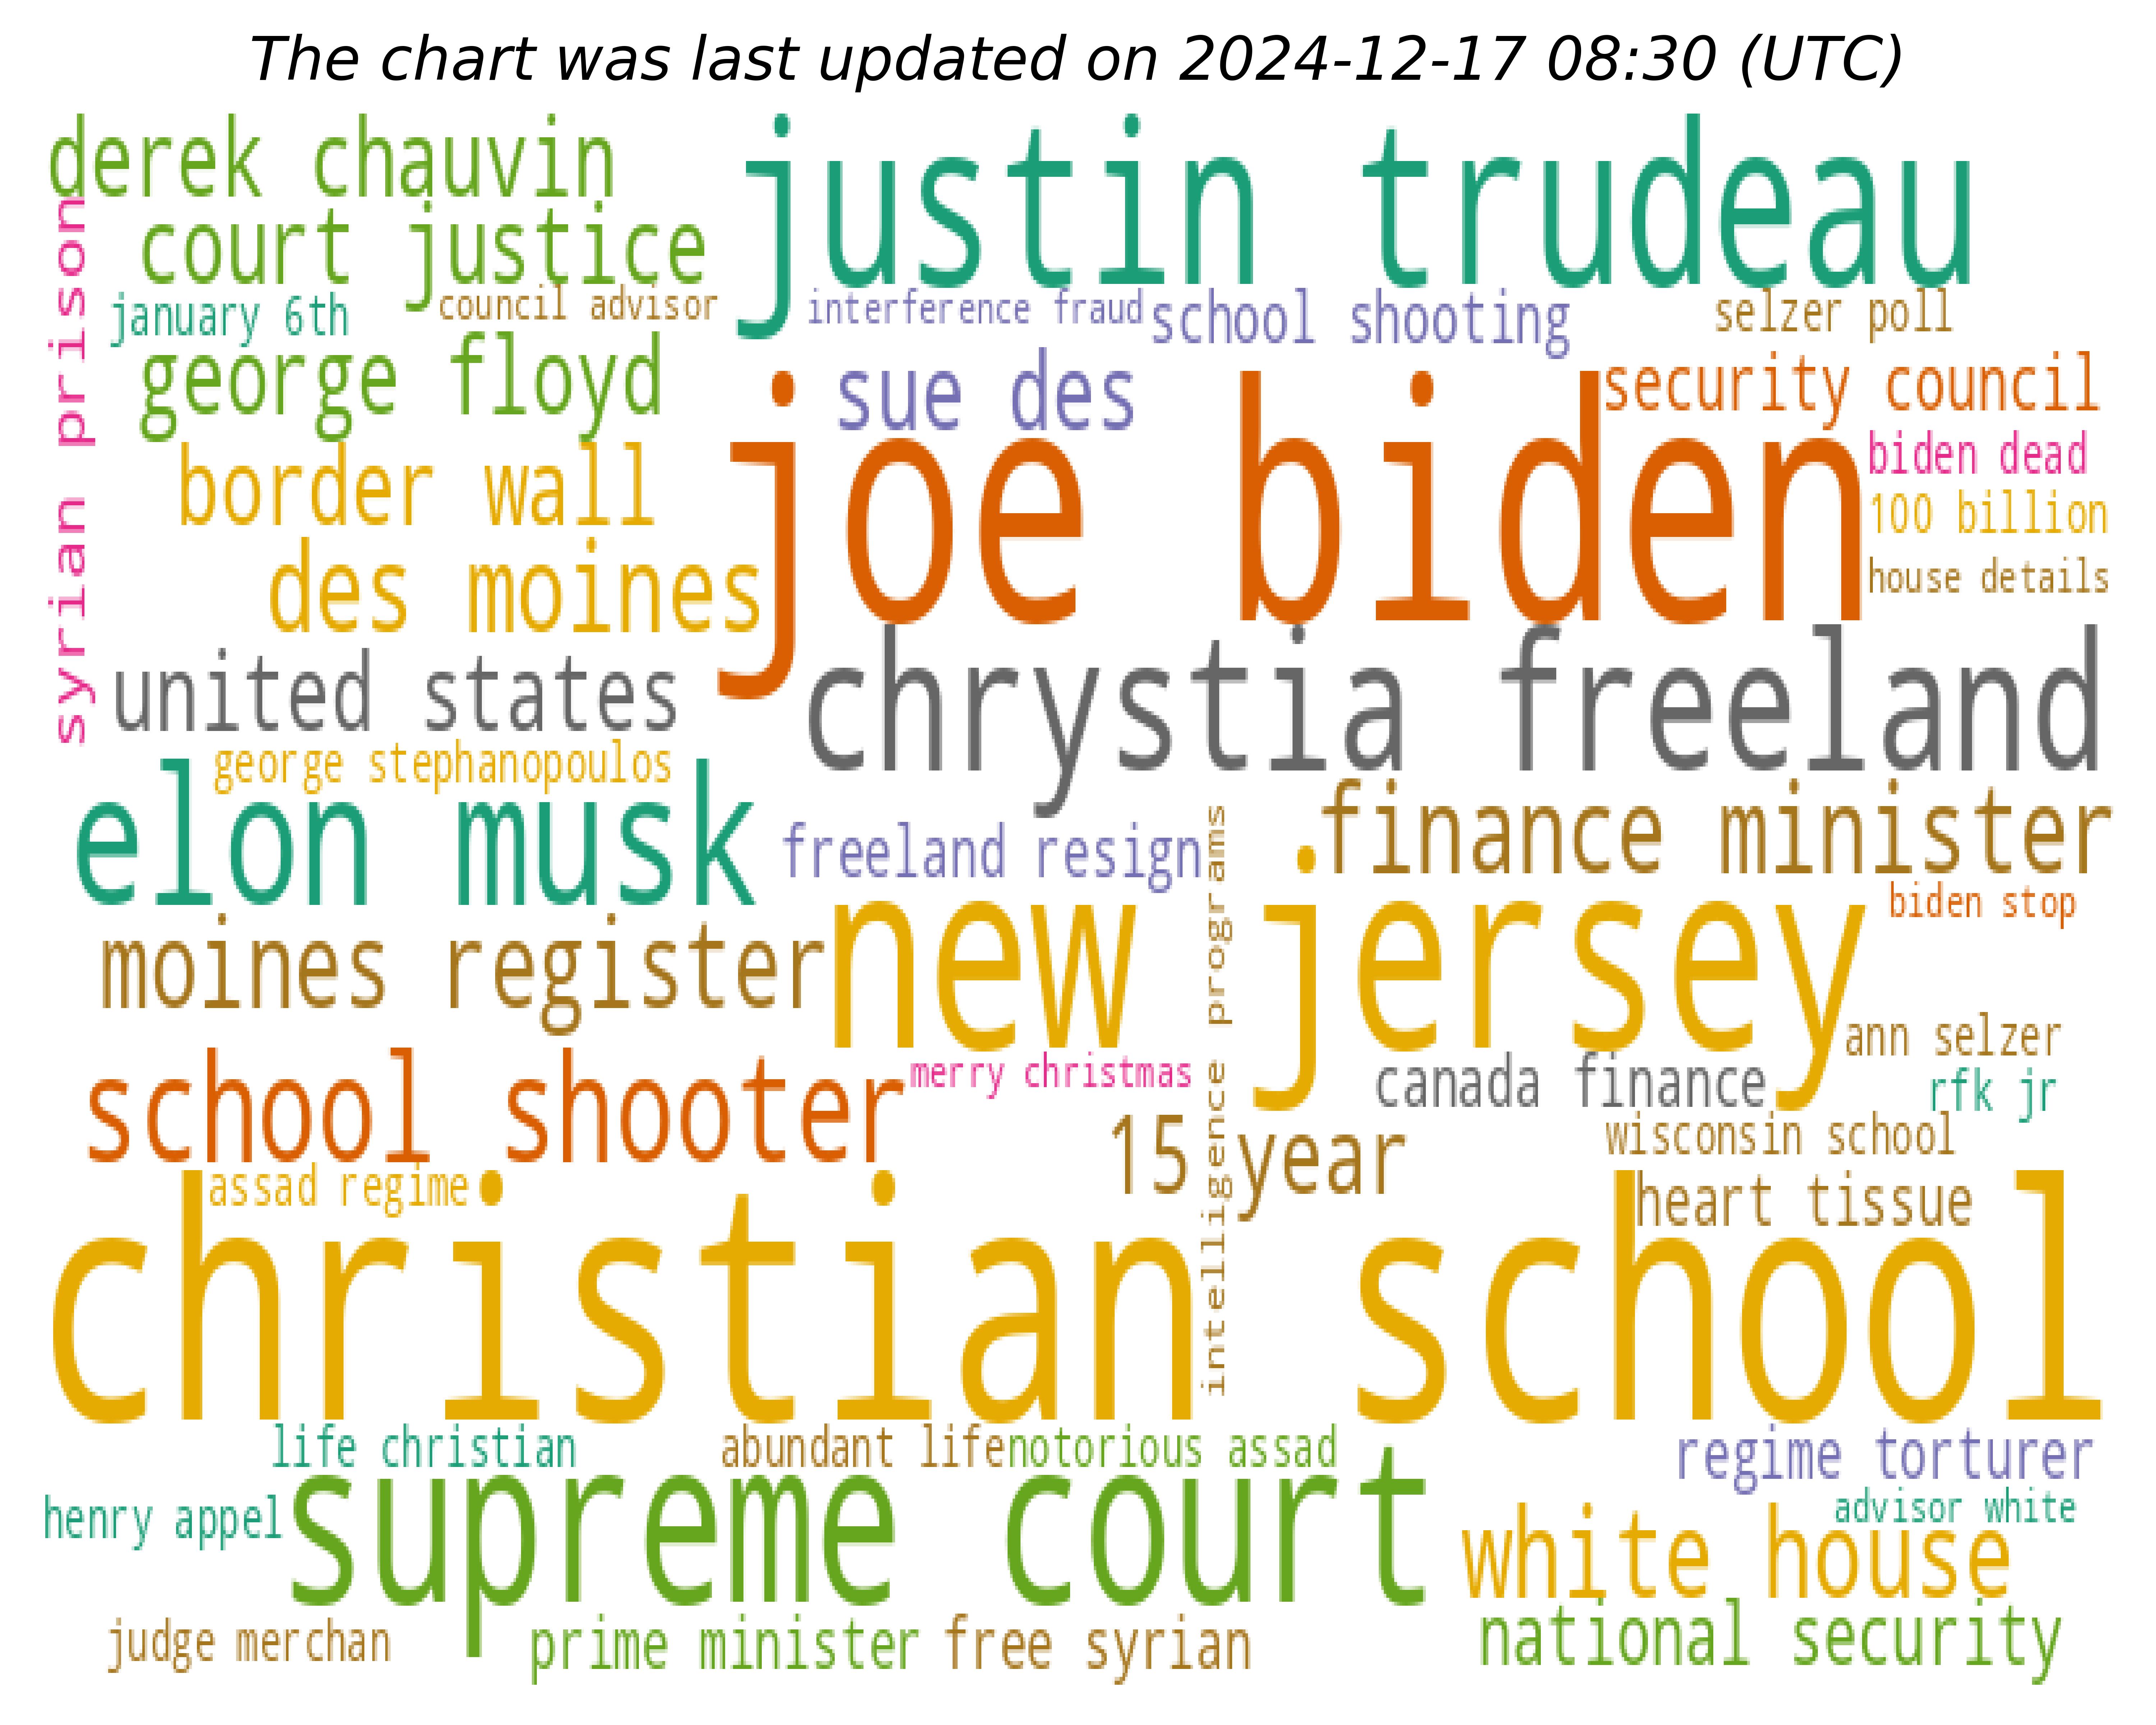 The chart was last updated on 2024-12-17 08:30 (UTC)
derek chauvin
justin trudeau
court justice
syrian prison
january 6th
council advisor
interference fraud
school shooting
selzer poll
george floyd
sue des
security council
joe biden
biden dead
border wall
100 billion
des moines
house details
chrystia freeland
united states
george stephanopoulos
elon musk
finance minister
freeland resign
intelligence programs
biden stop
new jersey
moines register
ann selzer
school shooter
merry christmas
canada finance
rfk jr
15 year
wisconsin school
assad regime
heart tissue
christian school
life christian
abundant life
notorious assad
regime torturer
henry appel
supreme court
advisor white
white house
judge merchan
prime minister
free syrian
national security